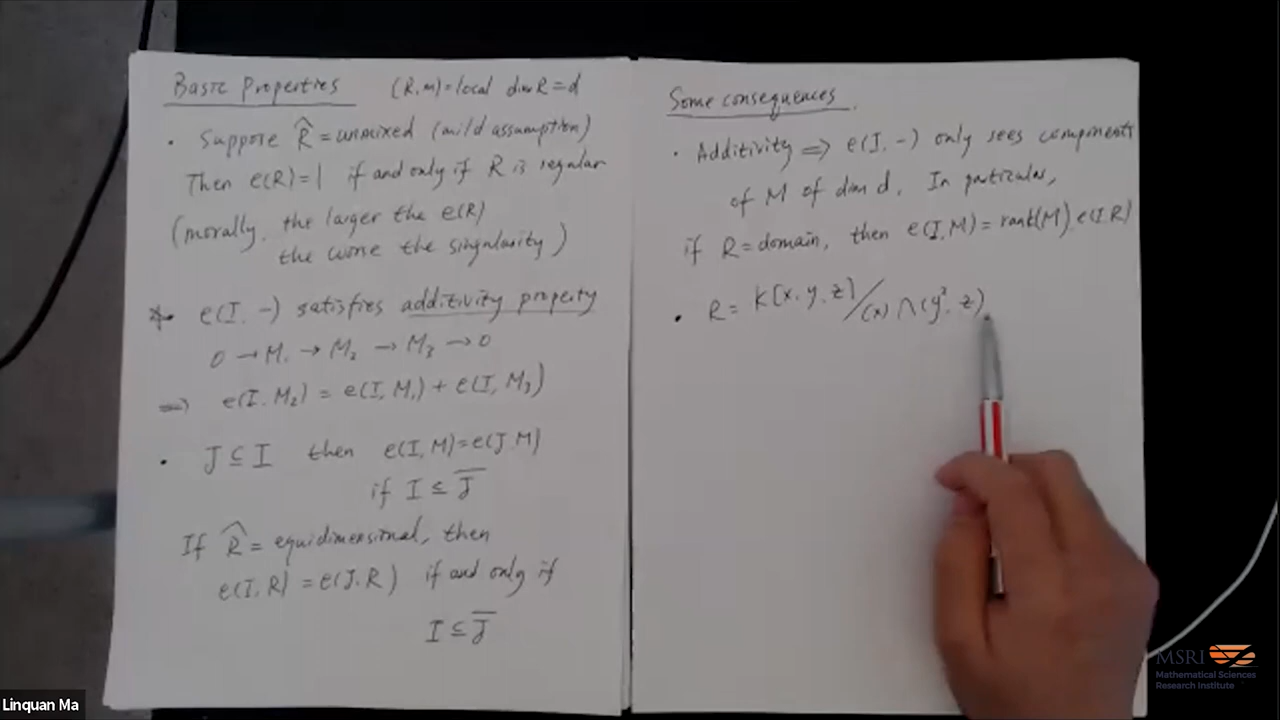 Basic Properties (R,m)=local dim R=d
· Suppose R̂=unmixed (mild assumption)
Then e(R)=1 if and only if R is regular
(morally, the larger the e(R)
the worse the singularity)
* e(I,-) satisfies additivity property
0→M₁→M₂→M₃→0
⟹ e(I,M₂)=e(I,M₁)+e(I,M₃)
· J⊆I then e(I,M)=e(J,M)
if I⊆J̅
If R̂=equidimensional, then
e(I,R)=e(J,R) if and only if
I⊆J̅
Some consequences.
· Additivity ⟹ e(I,-) only sees components
of M of dim d. In particular,
if R=domain, then e(I,M)=rank(M).e(I,R)
· R=k[x,y,z]/(x)∩(y²,z)
Linquan Ma
MSRI
Mathematical Sciences
Research Institute